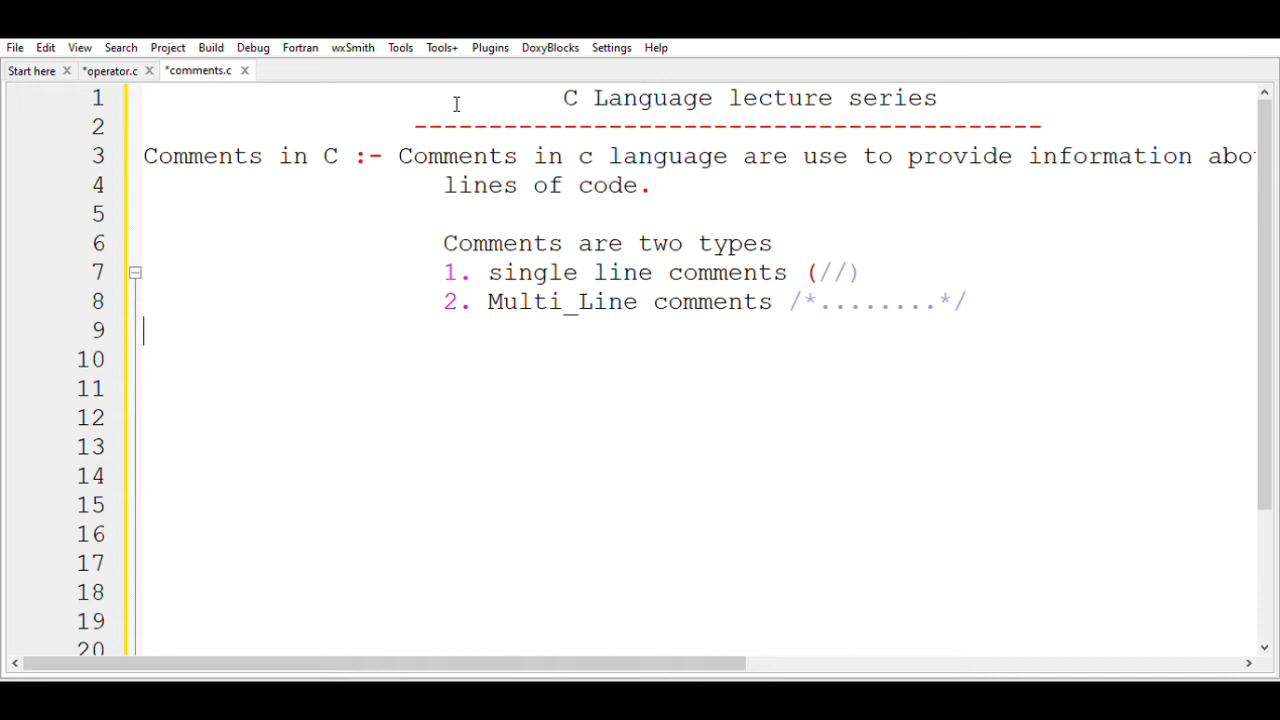 File Edit View Search Project Build Debug Fortran wxSmith Tools Tools+ Plugins DoxyBlocks Settings Help
Start here *operator.c *comments.c
1 C Language lecture series
2 ------------------------------------------
3 Comments in C :- Comments in c language are use to provide information
4 lines of code.
5
6 Comments are two types
7 1. single line comments (//)
8 2. Multi_Line comments /*........*/
9
10
11
12
13
14
15
16
17
18
19
20